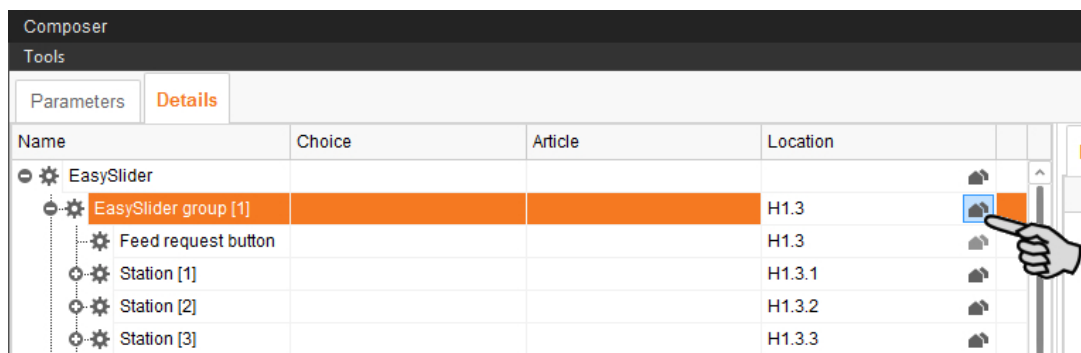 Composer
Tools
Parameters Details
Name Choice Article Location
EasySlider
EasySlider group [1] H1.3
Feed request button H1.3
Station [1] H1.3.1
Station [2] H1.3.2
Station [3] H1.3.3